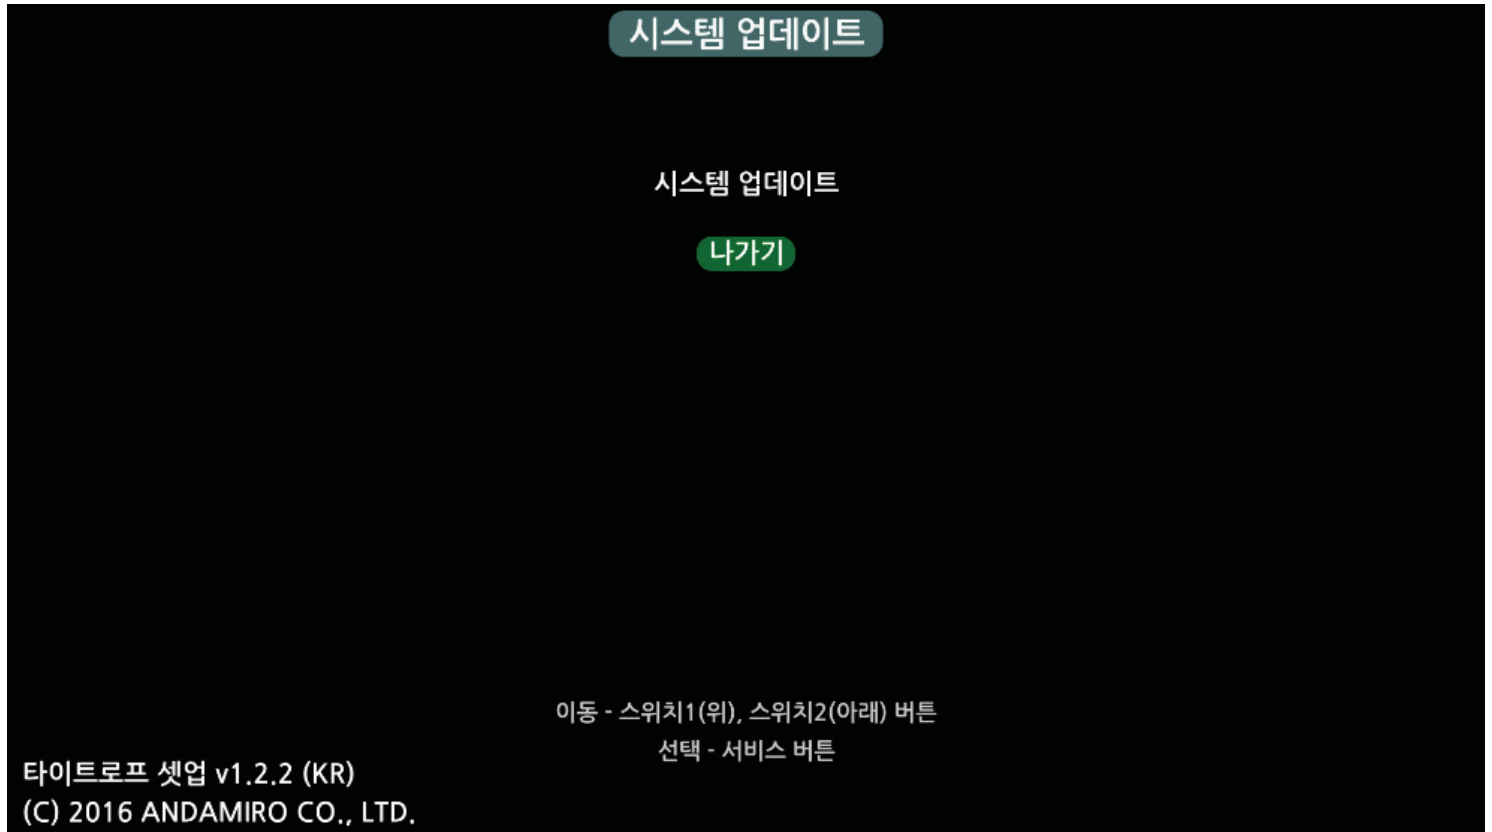 시스템 업데이트
시스템 업데이트
나가기
이동 - 스위치1(위), 스위치2(아래) 버튼
선택 - 서비스 버튼
타이트로프 셋업 v1.2.2 (KR)
(C) 2016 ANDAMIRO CO., LTD.